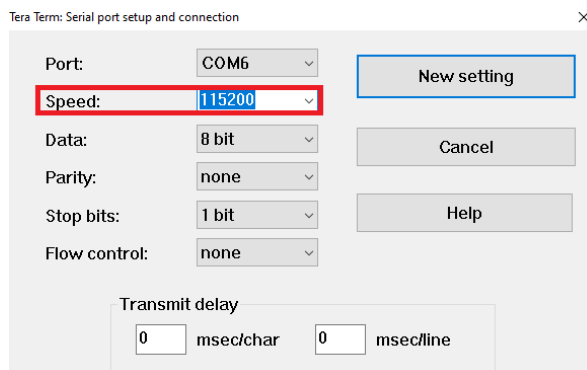 Tera Term: Serial port setup and connection
Port: COM6 New setting
Speed: 115200
Data: 8 bit Cancel
Parity: none
Stop bits: 1 bit Help
Flow control: none
Transmit delay
0 msec/char 0 msec/line